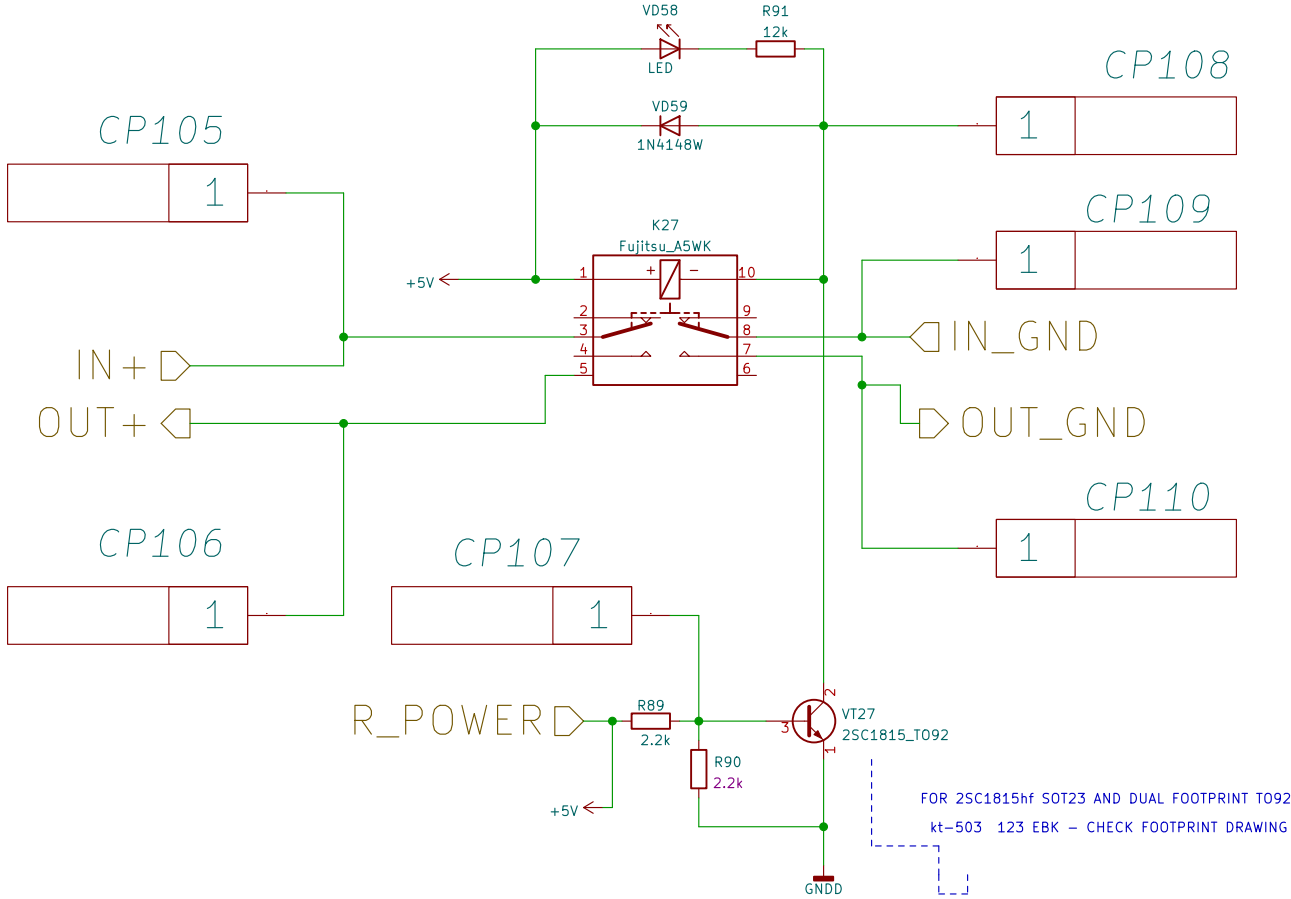 VD58
LED
R91
12k
CP108
1
VD59
1N4148W
CP105
1
CP109
1
K27
Fujitsu_A5WK
+5V
+ -
1
2
3
4
5
10
9
8
7
6
IN+
OUT+
IN_GND
OUT_GND
CP106
1
CP107
1
CP110
1
R_POWER
R89
2.2k
R90
2.2k
+5V
2
3
1
VT27
2SC1815_TO92
FOR 2SC1815hf SOT23 AND DUAL FOOTPRINT TO92
kt-503 123 EBK - CHECK FOOTPRINT DRAWING
GNDD